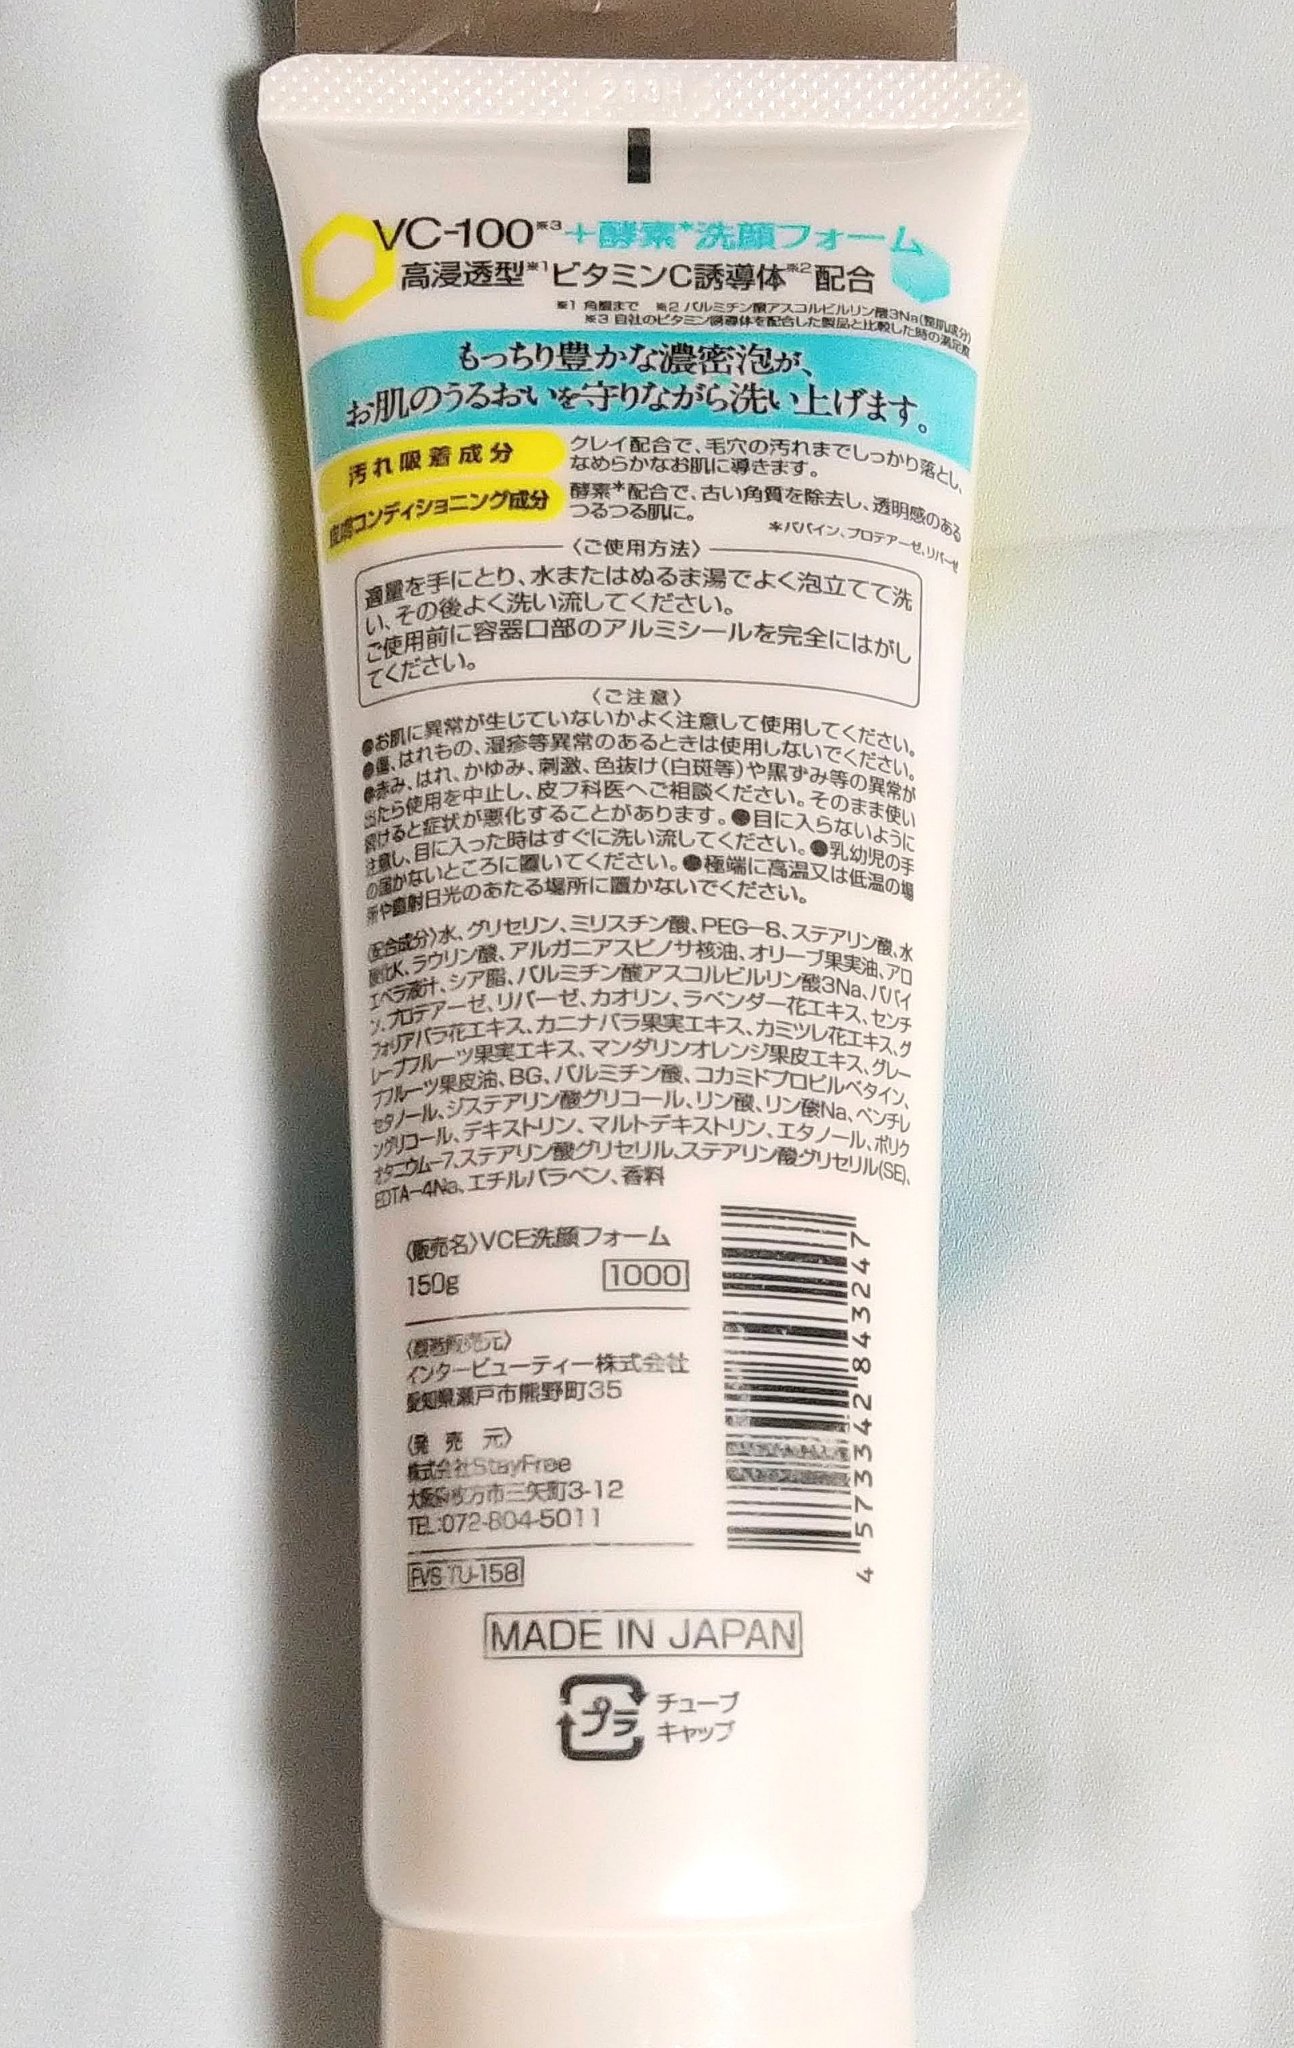 VC-100※3+酵素*洗顔フォーム
高浸透型※1ビタミンC誘導体※2配合
※1 角層まで ※2 パルミチン酸アスコルビルリン酸3Na(整肌成分)
※3 自社のビタミン誘導体を配合した製品と比較した時の満足度
もっちり豊かな濃密泡が、
お肌のうるおいを守りながら洗い上げます。
汚れ吸着成分
クレイ配合で、毛穴の汚れまでしっかり落とし、
なめらかなお肌に導きます。
皮膚コンディショニング成分
酵素*配合で、古い角質を除去し、透明感のある
つるつる肌に。
*パパイン、プロテアーゼ、リパーゼ
〈ご使用方法〉
適量を手にとり、水またはぬるま湯でよく泡立てて洗
い、その後よく洗い流してください。
ご使用前に容器口部のアルミシールを完全にはがし
てください。
〈ご注意〉
●お肌に異常が生じていないかよく注意して使用してください。
●傷、はれもの、湿疹等異常のあるときは使用しないでください。
●赤み、はれ、かゆみ、刺激、色抜け(白斑等)や黒ずみ等の異常が
出たら使用を中止し、皮フ科医へご相談ください。そのまま使い
続けると症状が悪化することがあります。●目に入らないように
注意し、目に入った時はすぐに洗い流してください。●乳幼児の手
の届かないところに置いてください。●極端に高温又は低温の場
所や直射日光のあたる場所に置かないでください。
〈配合成分〉水、グリセリン、ミリスチン酸、PEG-8、ステアリン酸、水
酸化K、ラウリン酸、アルガニアスピノサ核油、オリーブ果実油、アロ
エベラ液汁、シア脂、パルミチン酸アスコルビルリン酸3Na、パパイ
ン、プロテアーゼ、リパーゼ、カオリン、ラベンダー花エキス、センチ
フォリアバラ花エキス、カニナバラ果実エキス、カミツレ花エキス、グ
レープフルーツ果実エキス、マンダリンオレンジ果皮エキス、グレー
プフルーツ果皮油、BG、パルミチン酸、コカミドプロピルベタイン、
セタノール、ジステアリン酸グリコール、リン酸、リン酸Na、ペンチレ
ングリコール、デキストリン、マルトデキストリン、エタノール、ポリク
オタニウム-7、ステアリン酸グリセリル、ステアリン酸グリセリル(SE)、
EDTA-4Na、エチルパラベン、香料
〈販売名〉VCE洗顔フォーム
150g 1000
〈製造販売元〉
インタービューティー株式会社
愛知県瀬戸市熊野町35
〈発 売 元〉
株式会社StayFree
大阪府枚方市三矢町3-12
TEL:072-804-5011
FVS TU-158
4573342843247
MADE IN JAPAN
プラ
チューブ
キャップ